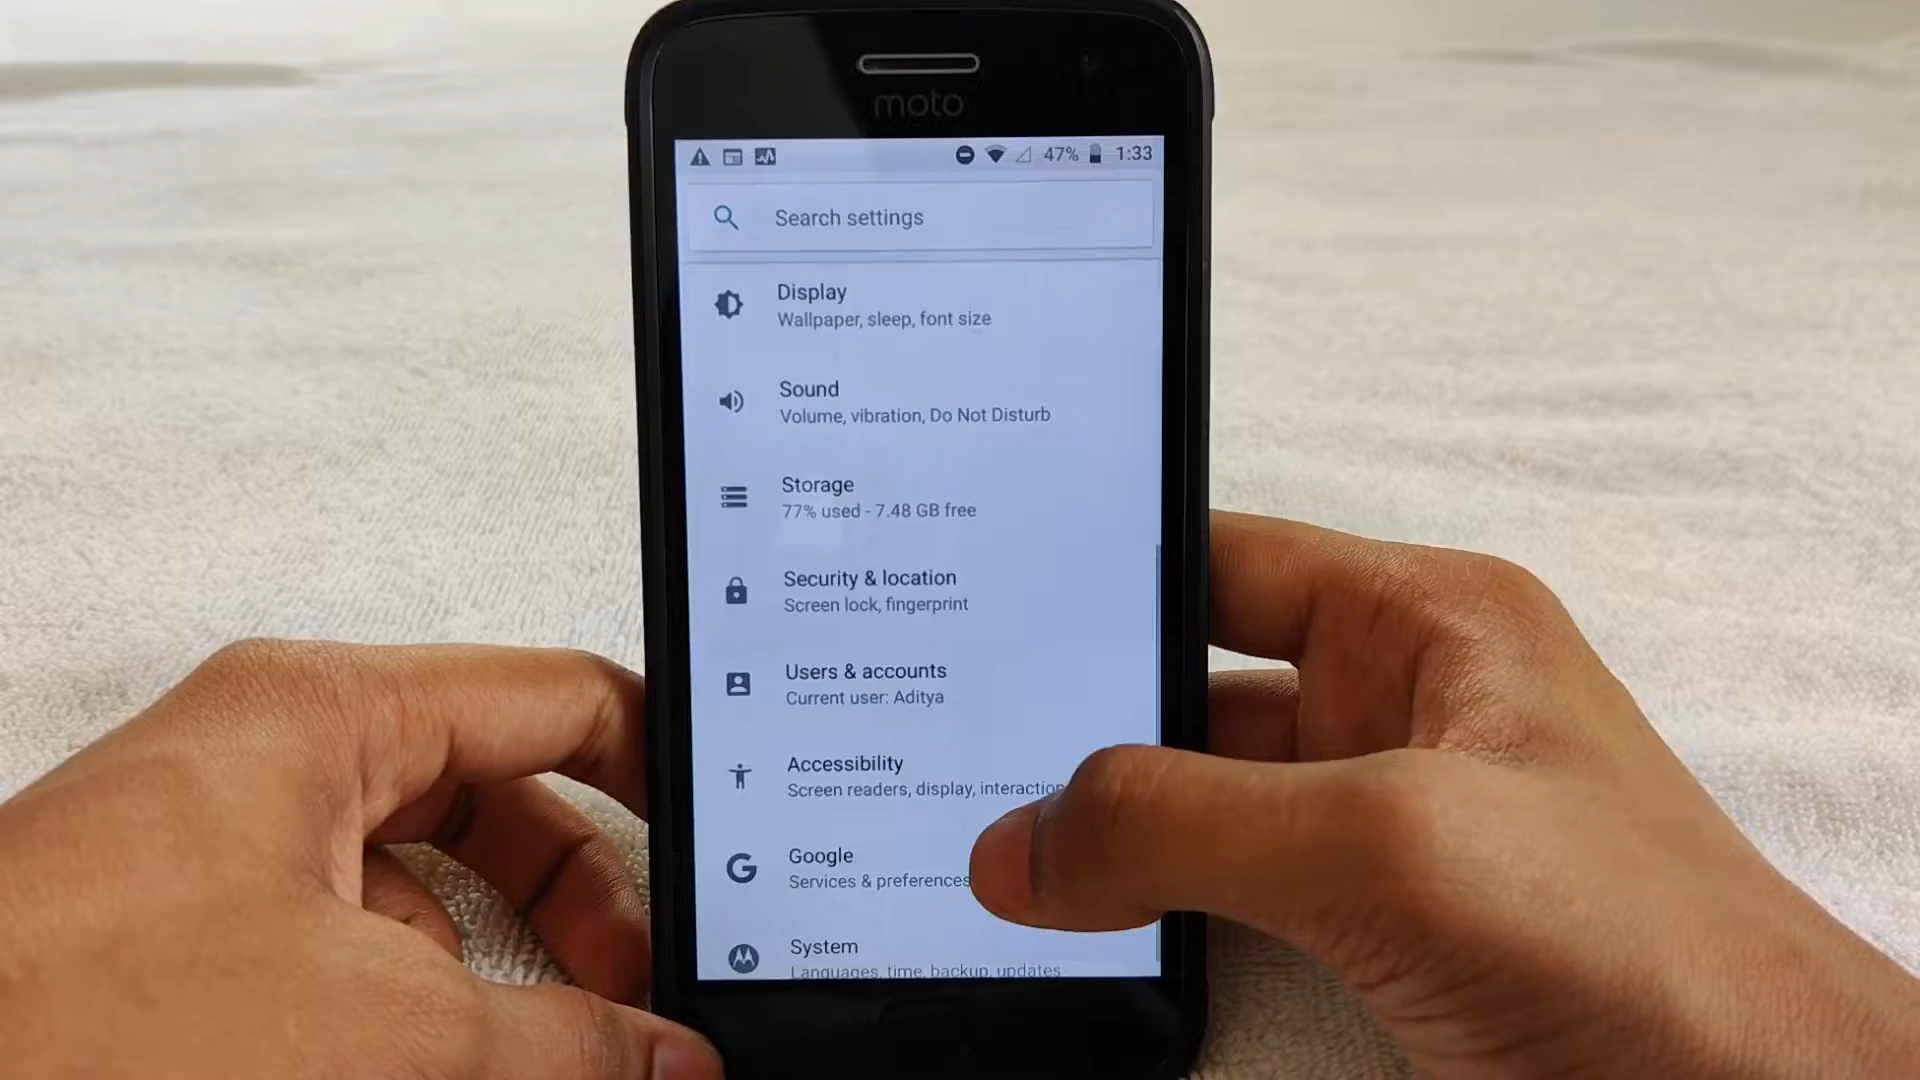 moto
47% 1:33
Search settings
Display
Wallpaper, sleep, font size
Sound
Volume, vibration, Do Not Disturb
Storage
77% used - 7.48 GB free
Security & location
Screen lock, fingerprint
Users & accounts
Current user: Aditya
Accessibility
Screen readers, display, interaction
Google
Services & preferences
System
Languages, time, backup, updates